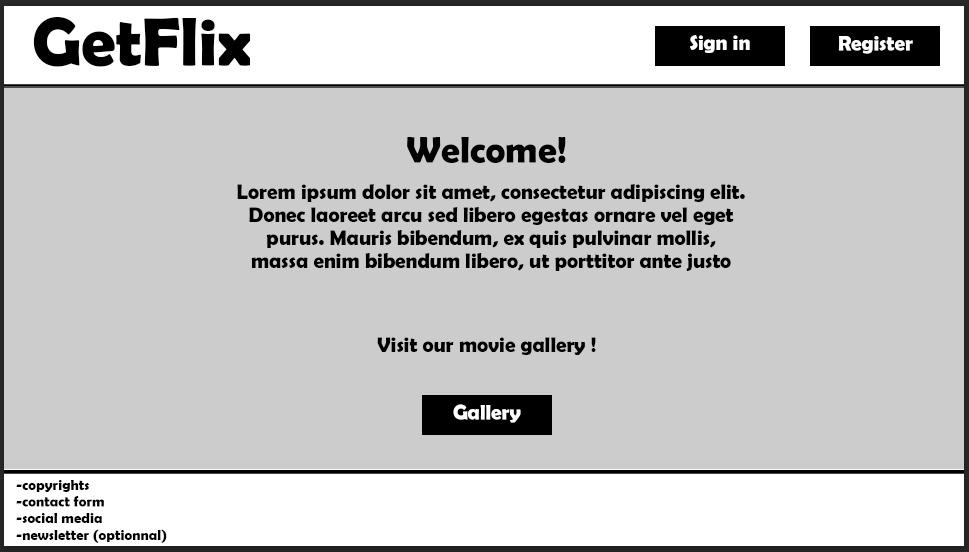 GetFlix
Sign in
Register
Welcome!
Lorem ipsum dolor sit amet, consectetur adipiscing elit.
Donec laoreet arcu sed libero egestas ornare vel eget
purus. Mauris bibendum, ex quis pulvinar mollis,
massa enim bibendum libero, ut porttitor ante justo
Visit our movie gallery !
Gallery
-copyrights
-contact form
-social media
-newsletter (optionnal)